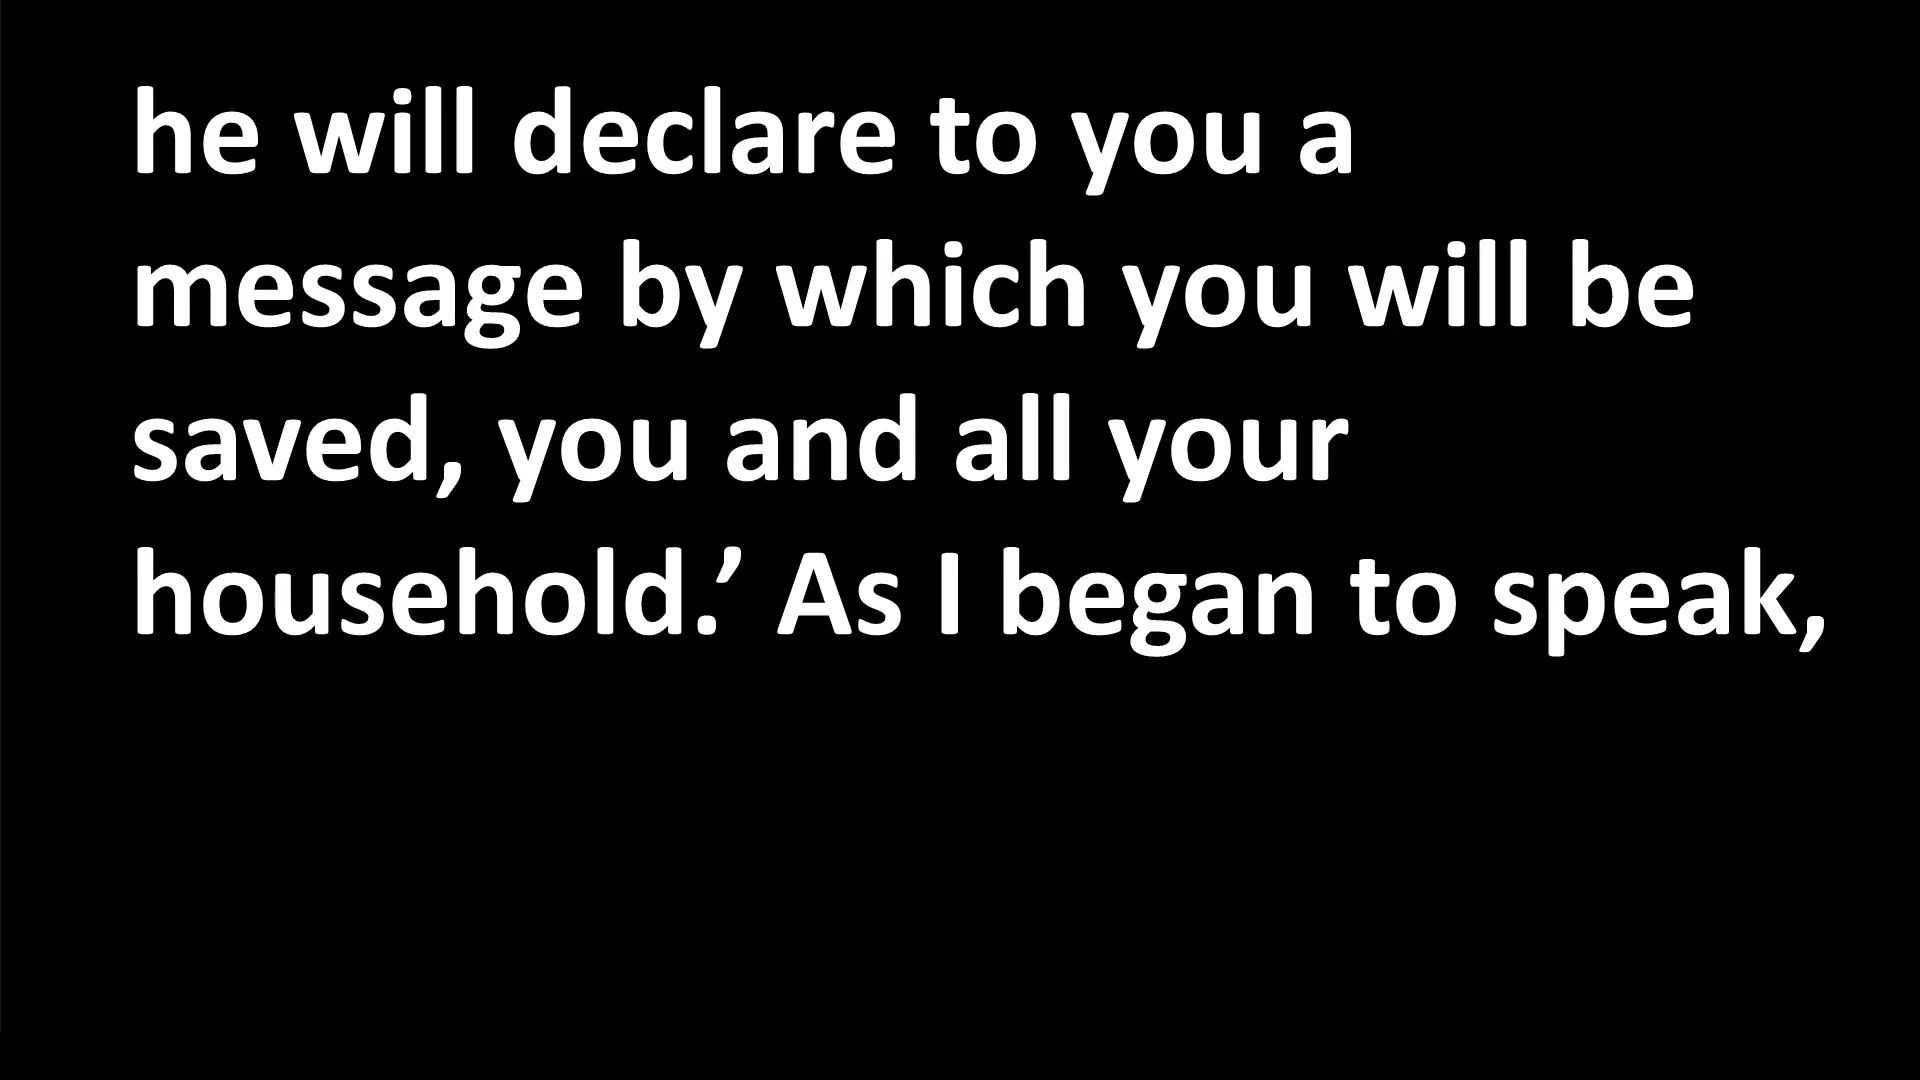 he will declare to you a
message by which you will be
saved, you and all your
household.’ As I began to speak,